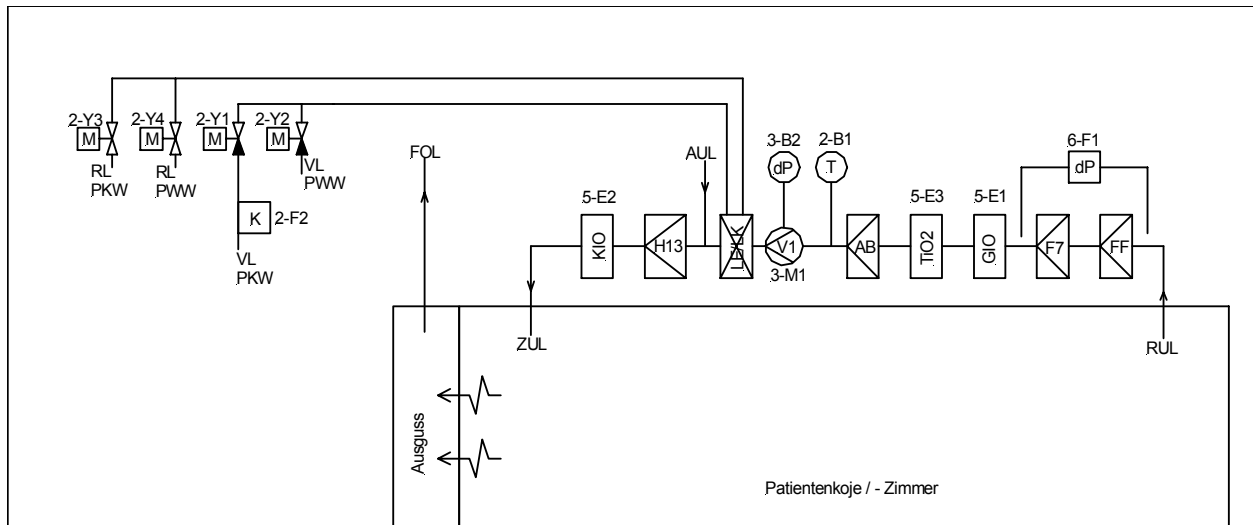 2-Y3
2-Y4
2-Y1
2-Y2
M
M
M
M
RL
PKW
RL
PWW
VL
PWW
K
2-F2
VL
PKW
FOL
AUL
3-B2
dP
2-B1
T
6-F1
dP
5-E2
KIO
H13
LE/LK
V1
3-M1
AB
5-E3
TiO2
5-E1
GIO
F7
FF
ZUL
RUL
Ausguss
Patientenkoje / - Zimmer